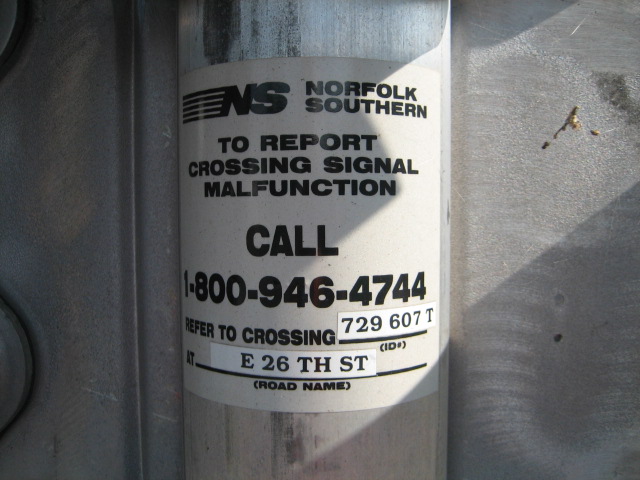 NS NORFOLK SOUTHERN
TO REPORT
CROSSING SIGNAL
MALFUNCTION
CALL
1-800-946-4744
REFER TO CROSSING 729 607 T
(ID#)
AT E 26 TH ST
(ROAD NAME)